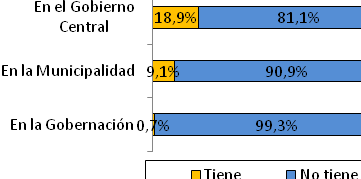 En el Gobierno
Central
18,9% 81,1%
En la Municipalidad 9,1% 90,9%
En la Gobernación 0,7% 99,3%
Tiene No tiene